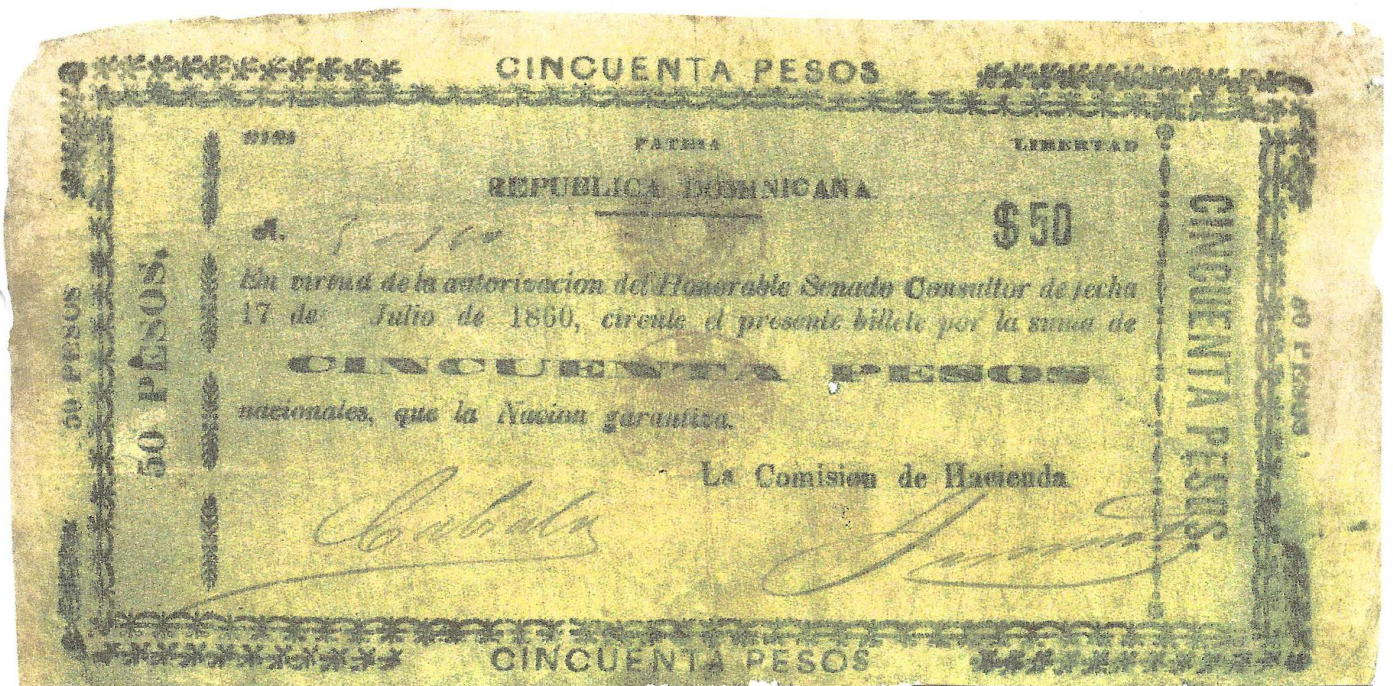 CINCUENTA PESOS
DIOS PATRIA LIBERTAD
REPUBLICA DOMINICANA
$50
En virtud de la autorizacion del Honorable Senado Consultor de fecha
17 de Julio de 1860, circule el presente billete por la suma de
CINCUENTA PESOS
nacionales, que la Nacion garantiza.
La Comision de Hacienda
CINCUENTA PESOS
50 PESOS
50 PESOS.
CINCUENTA PESOS.
50 PESOS